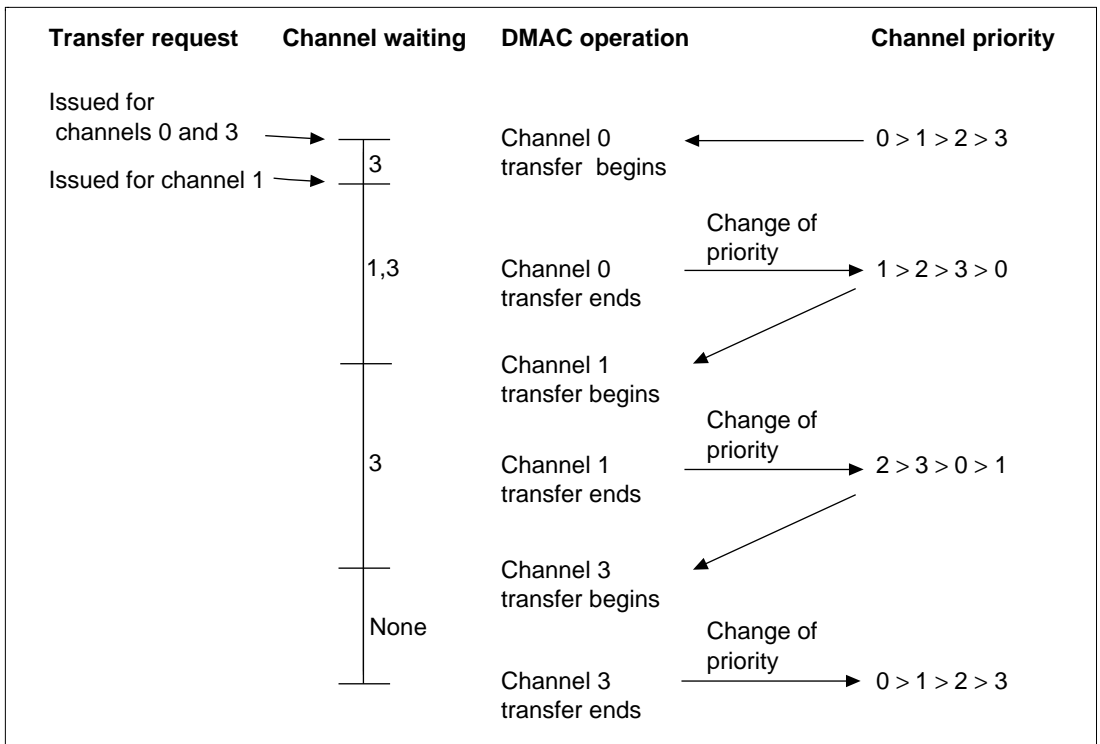 Transfer request Channel waiting DMAC operation Channel priority
Issued for
channels 0 and 3
3
Channel 0
transfer begins
0 > 1 > 2 > 3
Issued for channel 1
1,3
Channel 0
transfer ends
Change of
priority
1 > 2 > 3 > 0
Channel 1
transfer begins
3
Channel 1
transfer ends
Change of
priority
2 > 3 > 0 > 1
Channel 3
transfer begins
None
Channel 3
transfer ends
Change of
priority
0 > 1 > 2 > 3